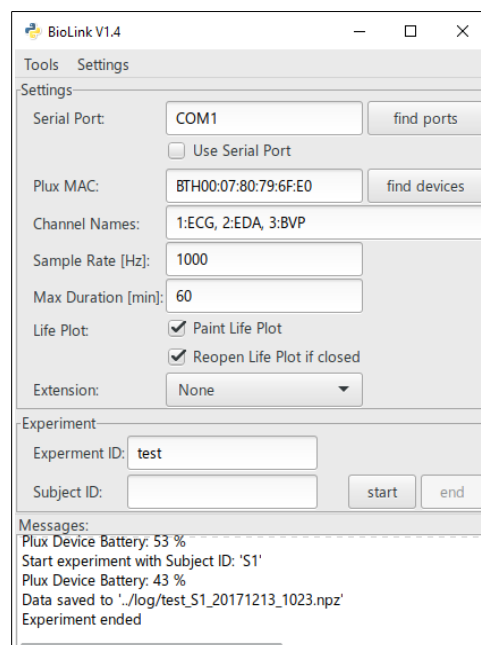 BioLink V1.4
Tools Settings
Settings
Serial Port: COM1 find ports
Use Serial Port
Plux MAC: BTH00:07:80:79:6F:E0 find devices
Channel Names: 1:ECG, 2:EDA, 3:BVP
Sample Rate [Hz]: 1000
Max Duration [min]: 60
Life Plot: Paint Life Plot
Reopen Life Plot if closed
Extension: None
Experiment
Experment ID: test
Subject ID: start end
Messages:
Plux Device Battery: 53 %
Start experiment with Subject ID: 'S1'
Plux Device Battery: 43 %
Data saved to '../log/test_S1_20171213_1023.npz'
Experiment ended